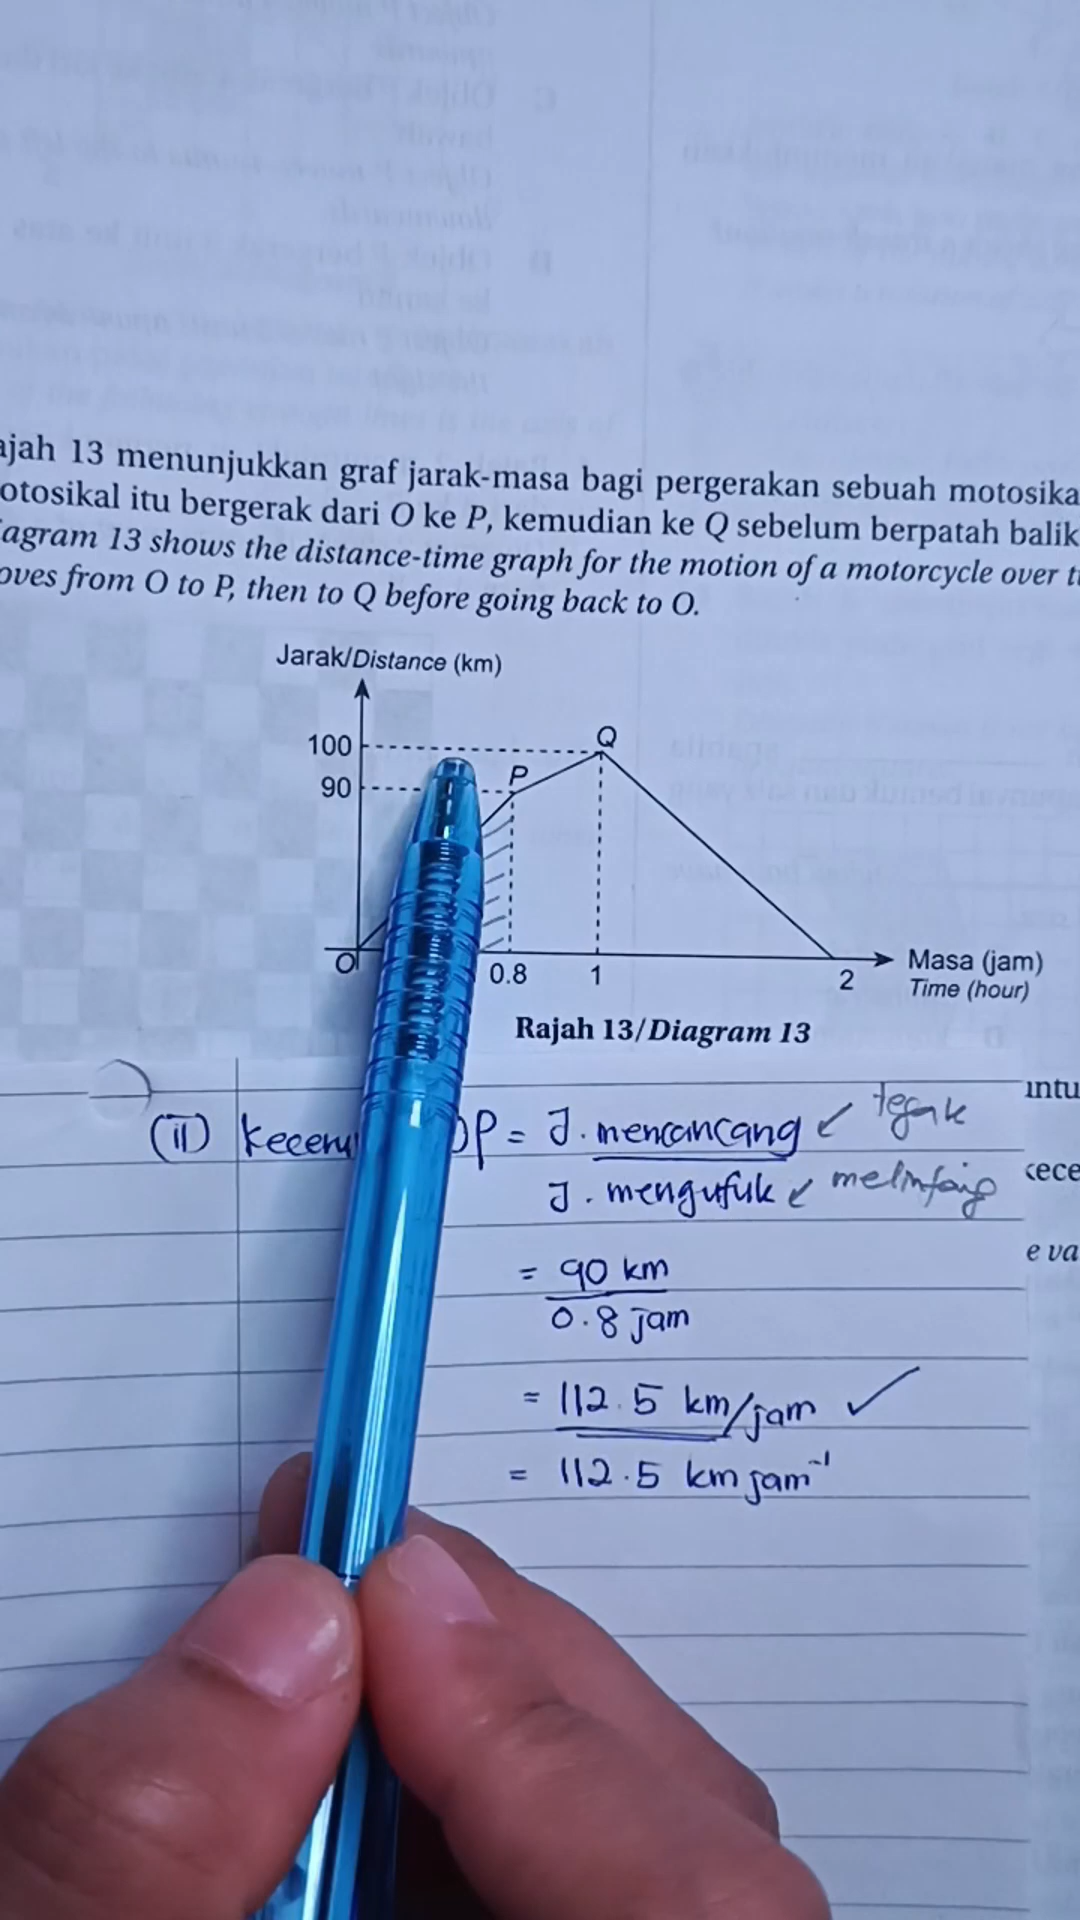 ajah 13 menunjukkan graf jarak-masa bagi pergerakan sebuah motosika
otosikal itu bergerak dari O ke P, kemudian ke Q sebelum berpatah balik
agram 13 shows the distance-time graph for the motion of a motorcycle over t
oves from O to P, then to Q before going back to O.
Jarak/Distance (km)
100
Q
90
P
O
0.8
1
2
Masa (jam)
Time (hour)
Rajah 13/Diagram 13
intu
(ii) Kecer P = J. mencancang ↙ tegak
kece
J. mengufuk ↙
e va
= 90 km
0.8 jam
= 112.5 km/jam ✓
= 112.5 km jam⁻¹